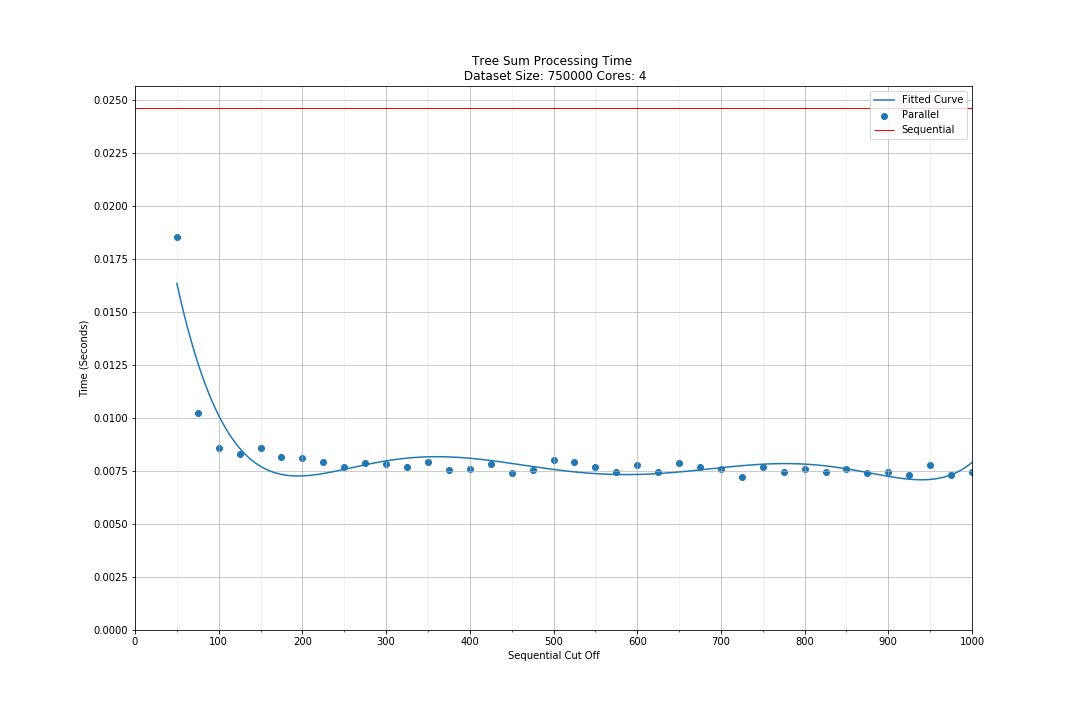 Tree Sum Processing Time
Dataset Size: 750000 Cores: 4
Fitted Curve
Parallel
Sequential
Time (Seconds)
0.0250
0.0225
0.0200
0.0175
0.0150
0.0125
0.0100
0.0075
0.0050
0.0025
0.0000
0 100 200 300 400 500 600 700 800 900 1000
Sequential Cut Off